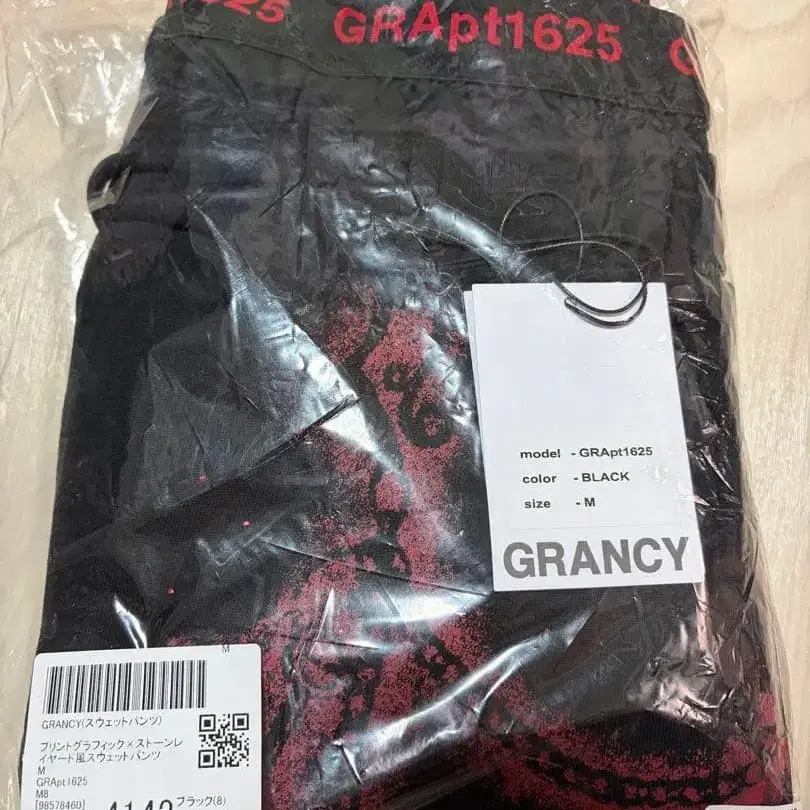 1625
GRApt1625
G
model - GRApt1625
color - BLACK
size - M
GRANCY
M
GRANCY(スウェットパンツ)
プリントグラフィック×ストーンレ
イヤード風スウェットパンツ
M
GRApt1625
M8
[98578460] 4140 ブラック(8)